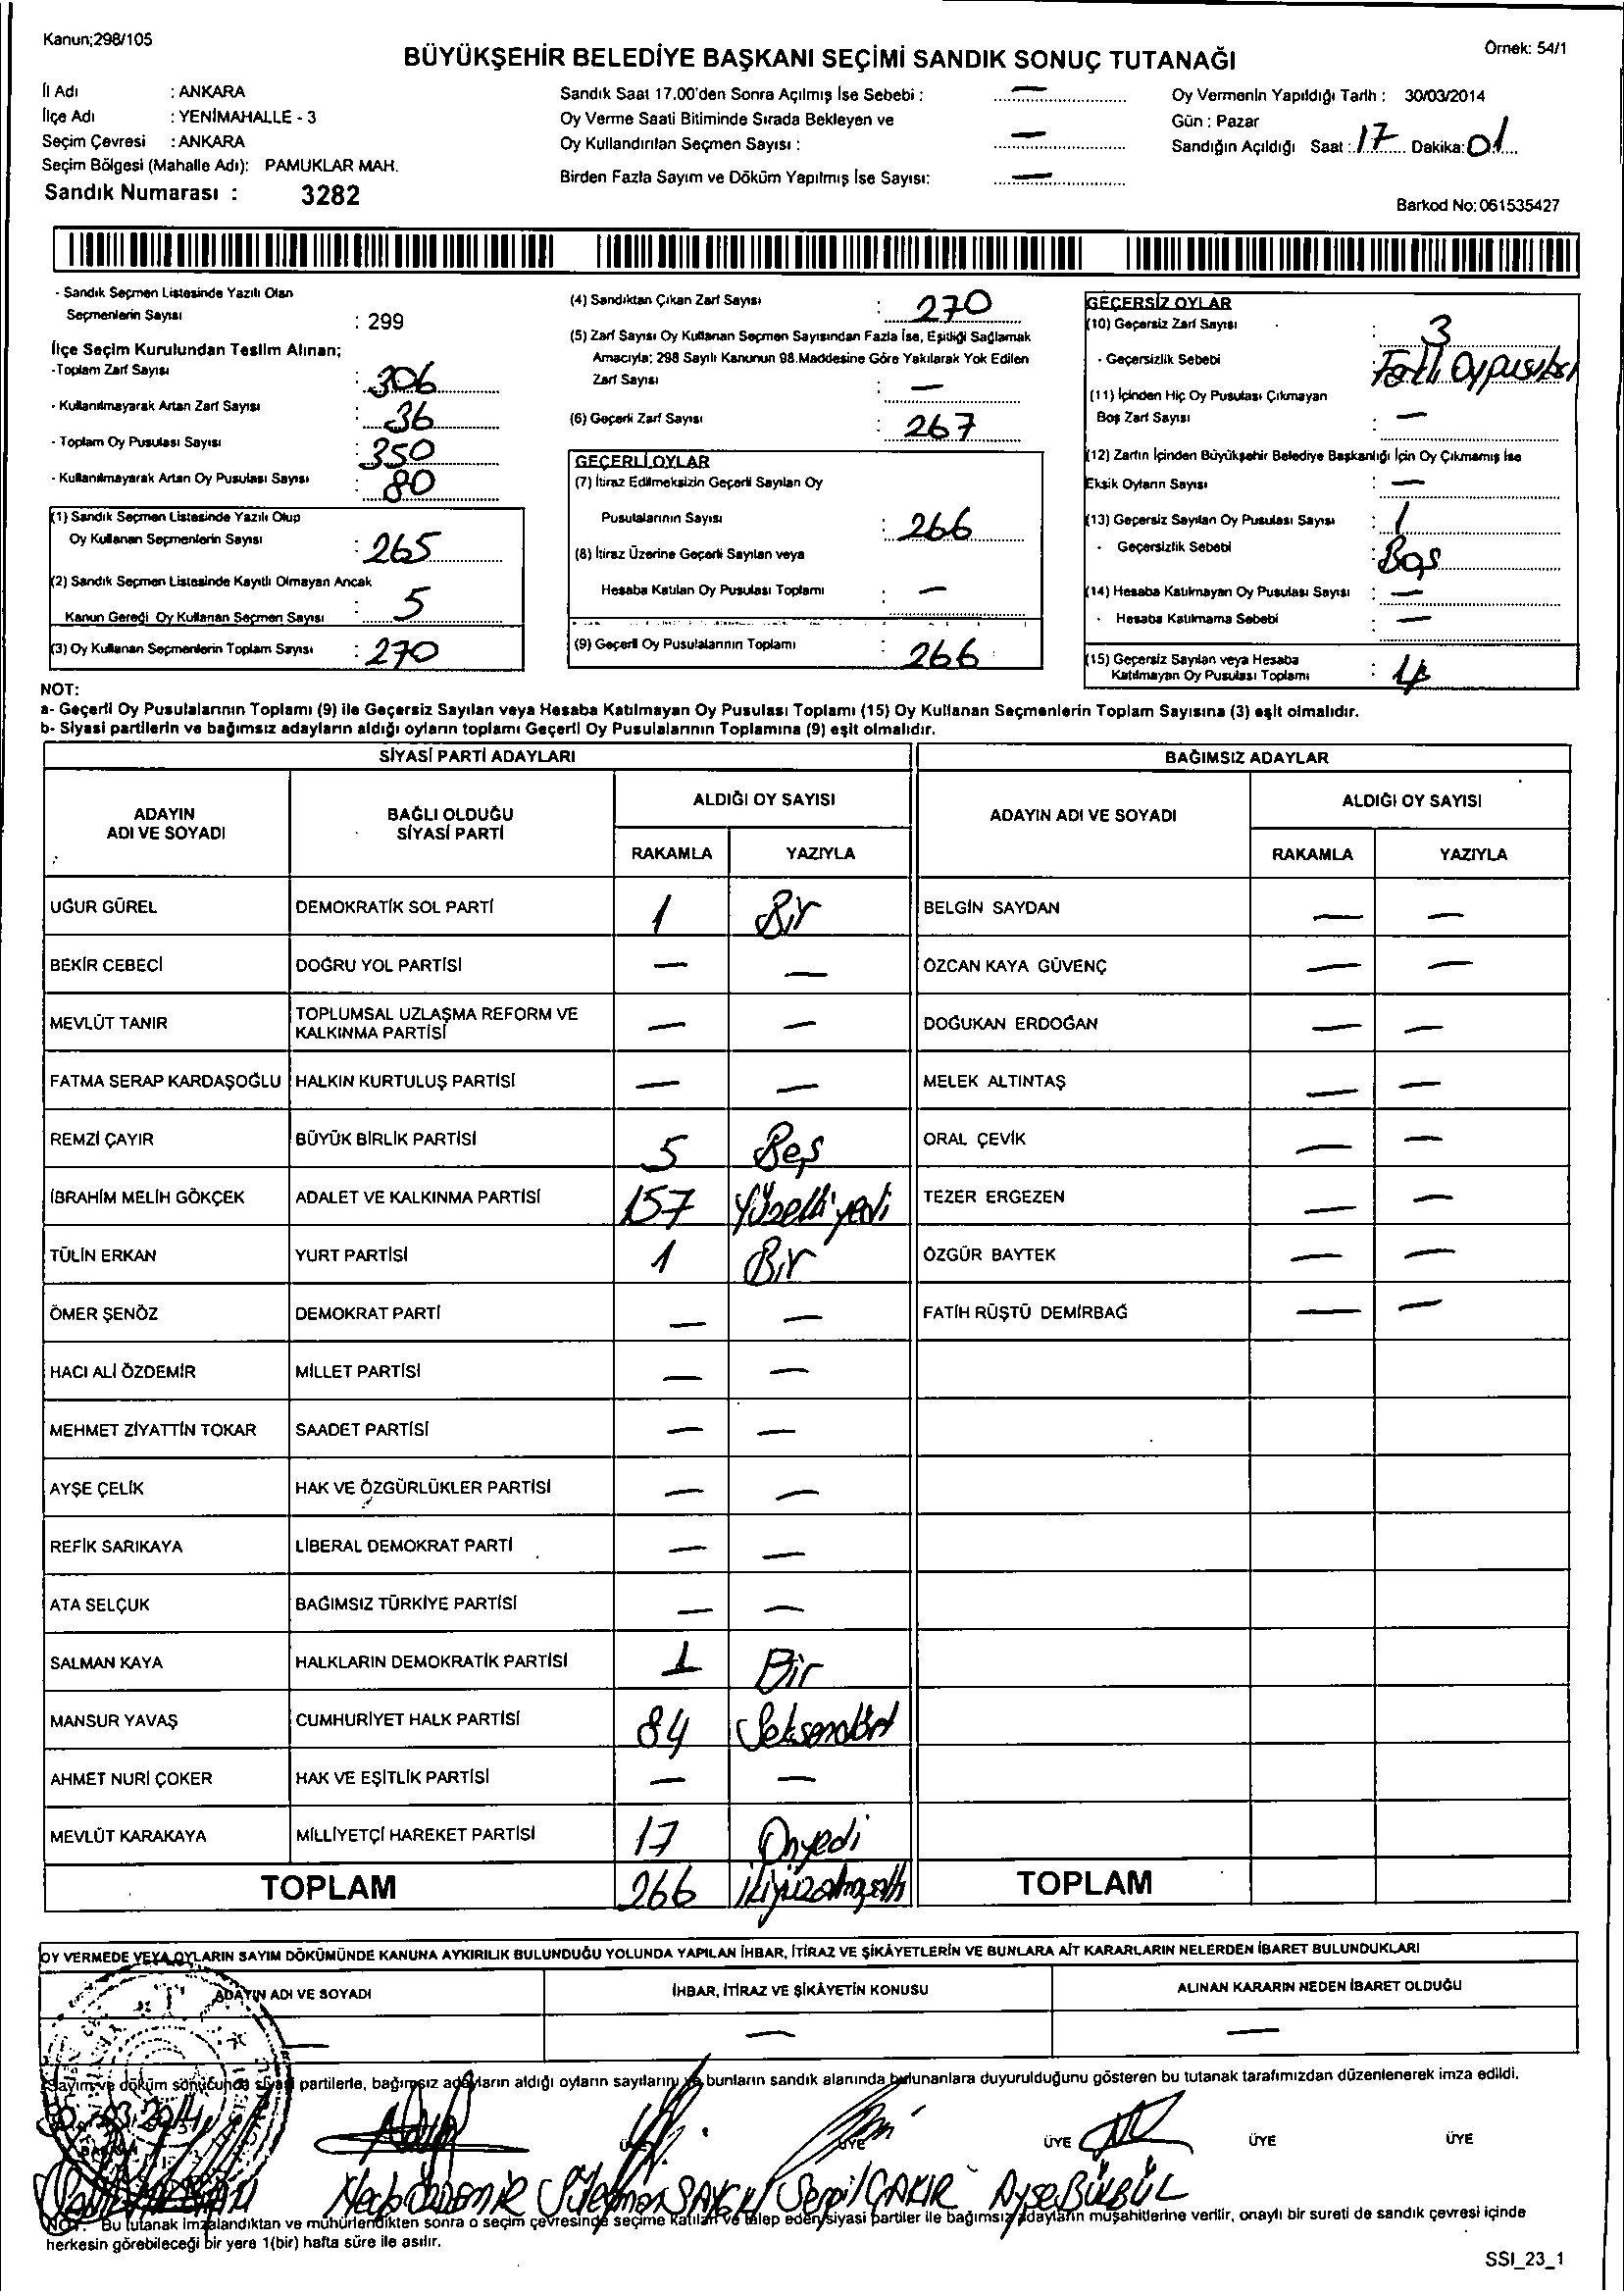 Kanun;298/105
Örnek: 54/1
BÜYÜKŞEHİR BELEDİYE BAŞKANI SEÇİMİ SANDIK SONUÇ TUTANAĞI
İl Adı : ANKARA
İlçe Adı : YENİMAHALLE - 3
Seçim Çevresi : ANKARA
Seçim Bölgesi (Mahalle Adı): PAMUKLAR MAH.
Sandık Numarası : 3282
Sandık Saat 17.00'den Sonra Açılmış İse Sebebi : —
Oy Verme Saati Bitiminde Sırada Bekleyen ve
Oy Kullandırılan Seçmen Sayısı : —
Birden Fazla Sayım ve Döküm Yapılmış İse Sayısı: —
Oy Vermenin Yapıldığı Tarih : 30/03/2014
Gün : Pazar
Sandığın Açıldığı Saat : 17 Dakika: 01
Barkod No: 061535427
- Sandık Seçmen Listesinde Yazılı Olan
Seçmenlerin Sayısı : 299
İlçe Seçim Kurulundan Teslim Alınan;
-Toplam Zarf Sayısı : 306
- Kullanılmayarak Artan Zarf Sayısı : 36
- Toplam Oy Pusulası Sayısı : 350
- Kullanılmayarak Artan Oy Pusulası Sayısı : 80
(1) Sandık Seçmen Listesinde Yazılı Olup
Oy Kullanan Seçmenlerin Sayısı : 265
(2) Sandık Seçmen Listesinde Kayıtlı Olmayan Ancak
Kanun Gereği Oy Kullanan Seçmen Sayısı : 5
(3) Oy Kullanan Seçmenlerin Toplam Sayısı : 270
(4) Sandıktan Çıkan Zarf Sayısı : 270
(5) Zarf Sayısı Oy Kullanan Seçmen Sayısından Fazla İse, Eşitliği Sağlamak
Amacıyla; 298 Sayılı Kanunun 98.Maddesine Göre Yakılarak Yok Edilen
Zarf Sayısı : —
(6) Geçerli Zarf Sayısı : 267
GEÇERLİ OYLAR
(7) İtiraz Edilmeksizin Geçerli Sayılan Oy
Pusulalarının Sayısı : 266
(8) İtiraz Üzerine Geçerli Sayılan veya
Hesaba Katılan Oy Pusulası Toplamı : —
(9) Geçerli Oy Pusulalarının Toplamı : 266
GEÇERSİZ OYLAR
(10) Geçersiz Zarf Sayısı : 3
- Geçersizlik Sebebi :
(11) İçinden Hiç Oy Pusulası Çıkmayan
Boş Zarf Sayısı : —
(12) Zarfın İçinden Büyükşehir Belediye Başkanlığı İçin Oy Çıkmamış İse
Eksik Oyların Sayısı : —
(13) Geçersiz Sayılan Oy Pusulası Sayısı : 1
- Geçersizlik Sebebi : Boş
(14) Hesaba Katılmayan Oy Pusulası Sayısı : —
- Hesaba Katılmama Sebebi : —
(15) Geçersiz Sayılan veya Hesaba
Katılmayan Oy Pusulası Toplamı : 4
NOT:
a- Geçerli Oy Pusulalarının Toplamı (9) ile Geçersiz Sayılan veya Hesaba Katılmayan Oy Pusulası Toplamı (15) Oy Kullanan Seçmenlerin Toplam Sayısına (3) eşit olmalıdır.
b- Siyasi partilerin ve bağımsız adayların aldığı oyların toplamı Geçerli Oy Pusulalarının Toplamına (9) eşit olmalıdır.
SİYASİ PARTİ ADAYLARI BAĞIMSIZ ADAYLAR
ADAYIN ADI VE SOYADI BAĞLI OLDUĞU SİYASİ PARTİ ALDIĞI OY SAYISI ADAYIN ADI VE SOYADI ALDIĞI OY SAYISI
RAKAMLA YAZIYLA RAKAMLA YAZIYLA
UĞUR GÜREL DEMOKRATİK SOL PARTİ 1 Bir BELGİN SAYDAN — —
BEKİR CEBECİ DOĞRU YOL PARTİSİ — — ÖZCAN KAYA GÜVENÇ — —
MEVLÜT TANIR TOPLUMSAL UZLAŞMA REFORM VE KALKINMA PARTİSİ — — DOĞUKAN ERDOĞAN — —
FATMA SERAP KARDAŞOĞLU HALKIN KURTULUŞ PARTİSİ — — MELEK ALTINTAŞ — —
REMZİ ÇAYIR BÜYÜK BİRLİK PARTİSİ 5 Beş ORAL ÇEVİK — —
İBRAHİM MELİH GÖKÇEK ADALET VE KALKINMA PARTİSİ 157 Yüzelliyedi TEZER ERGEZEN — —
TÜLİN ERKAN YURT PARTİSİ 1 Bir ÖZGÜR BAYTEK — —
ÖMER ŞENÖZ DEMOKRAT PARTİ — — FATİH RÜŞTÜ DEMİRBAĞ — —
HACI ALİ ÖZDEMİR MİLLET PARTİSİ — —
MEHMET ZİYATTİN TOKAR SAADET PARTİSİ — —
AYŞE ÇELİK HAK VE ÖZGÜRLÜKLER PARTİSİ — —
REFİK SARIKAYA LİBERAL DEMOKRAT PARTİ — —
ATA SELÇUK BAĞIMSIZ TÜRKİYE PARTİSİ — —
SALMAN KAYA HALKLARIN DEMOKRATİK PARTİSİ 1 Bir
MANSUR YAVAŞ CUMHURİYET HALK PARTİSİ 84 Seksendört
AHMET NURİ ÇOKER HAK VE EŞİTLİK PARTİSİ — —
MEVLÜT KARAKAYA MİLLİYETÇİ HAREKET PARTİSİ 17 Onyedi
TOPLAM 266 İkiyüzaltmışaltı TOPLAM
OY VERMEDE VEYA OYLARIN SAYIM DÖKÜMÜNDE KANUNA AYKIRILIK BULUNDUĞU YOLUNDA YAPILAN İHBAR, İTİRAZ VE ŞİKÂYETLERİN VE BUNLARA AİT KARARLARIN NELERDEN İBARET BULUNDUKLARI
ADAYIN ADI VE SOYADI İHBAR, İTİRAZ VE ŞİKÂYETİN KONUSU ALINAN KARARIN NEDEN İBARET OLDUĞU
— — —
Sayım ve döküm sonucunda siyasi partilerle, bağımsız adayların aldığı oyların sayılarını ve bunların sandık alanında bulunanlara duyurulduğunu gösteren bu tutanak tarafımızdan düzenlenerek imza edildi.
ÜYE ÜYE ÜYE ÜYE ÜYE
Serpil ÇAKIR Ayşe BÜLBÜL
NOT: Bu tutanak imzalandıktan ve mühürlendikten sonra o seçim çevresinde seçime katılan ve talep eden siyasi partiler ile bağımsız adayların müşahitlerine verilir, onaylı bir sureti de sandık çevresi içinde
herkesin görebileceği bir yere 1(bir) hafta süre ile asılır.
SSI_23_1